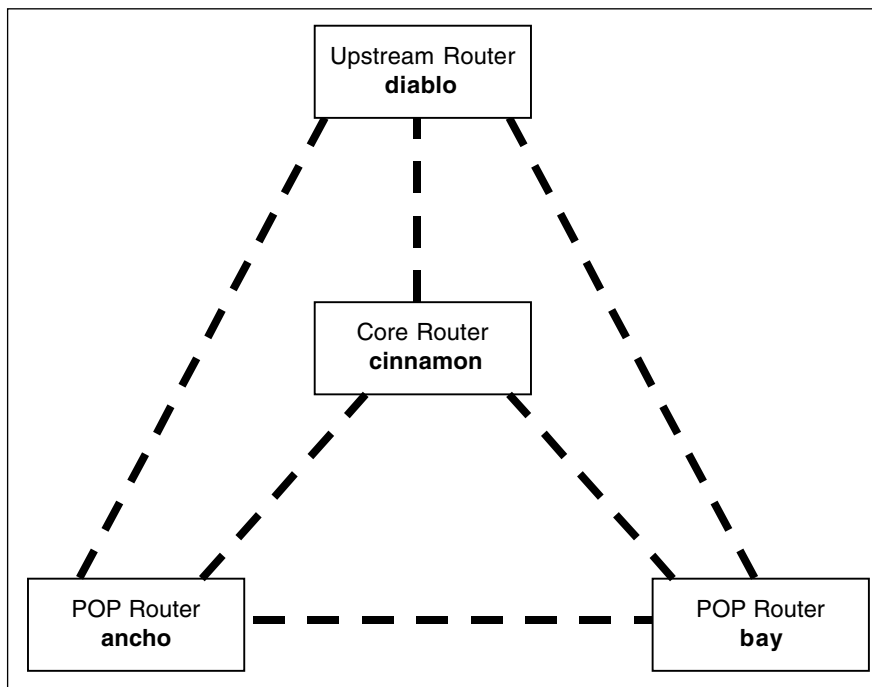 Upstream Router
diablo
Core Router
cinnamon
POP Router
ancho
POP Router
bay